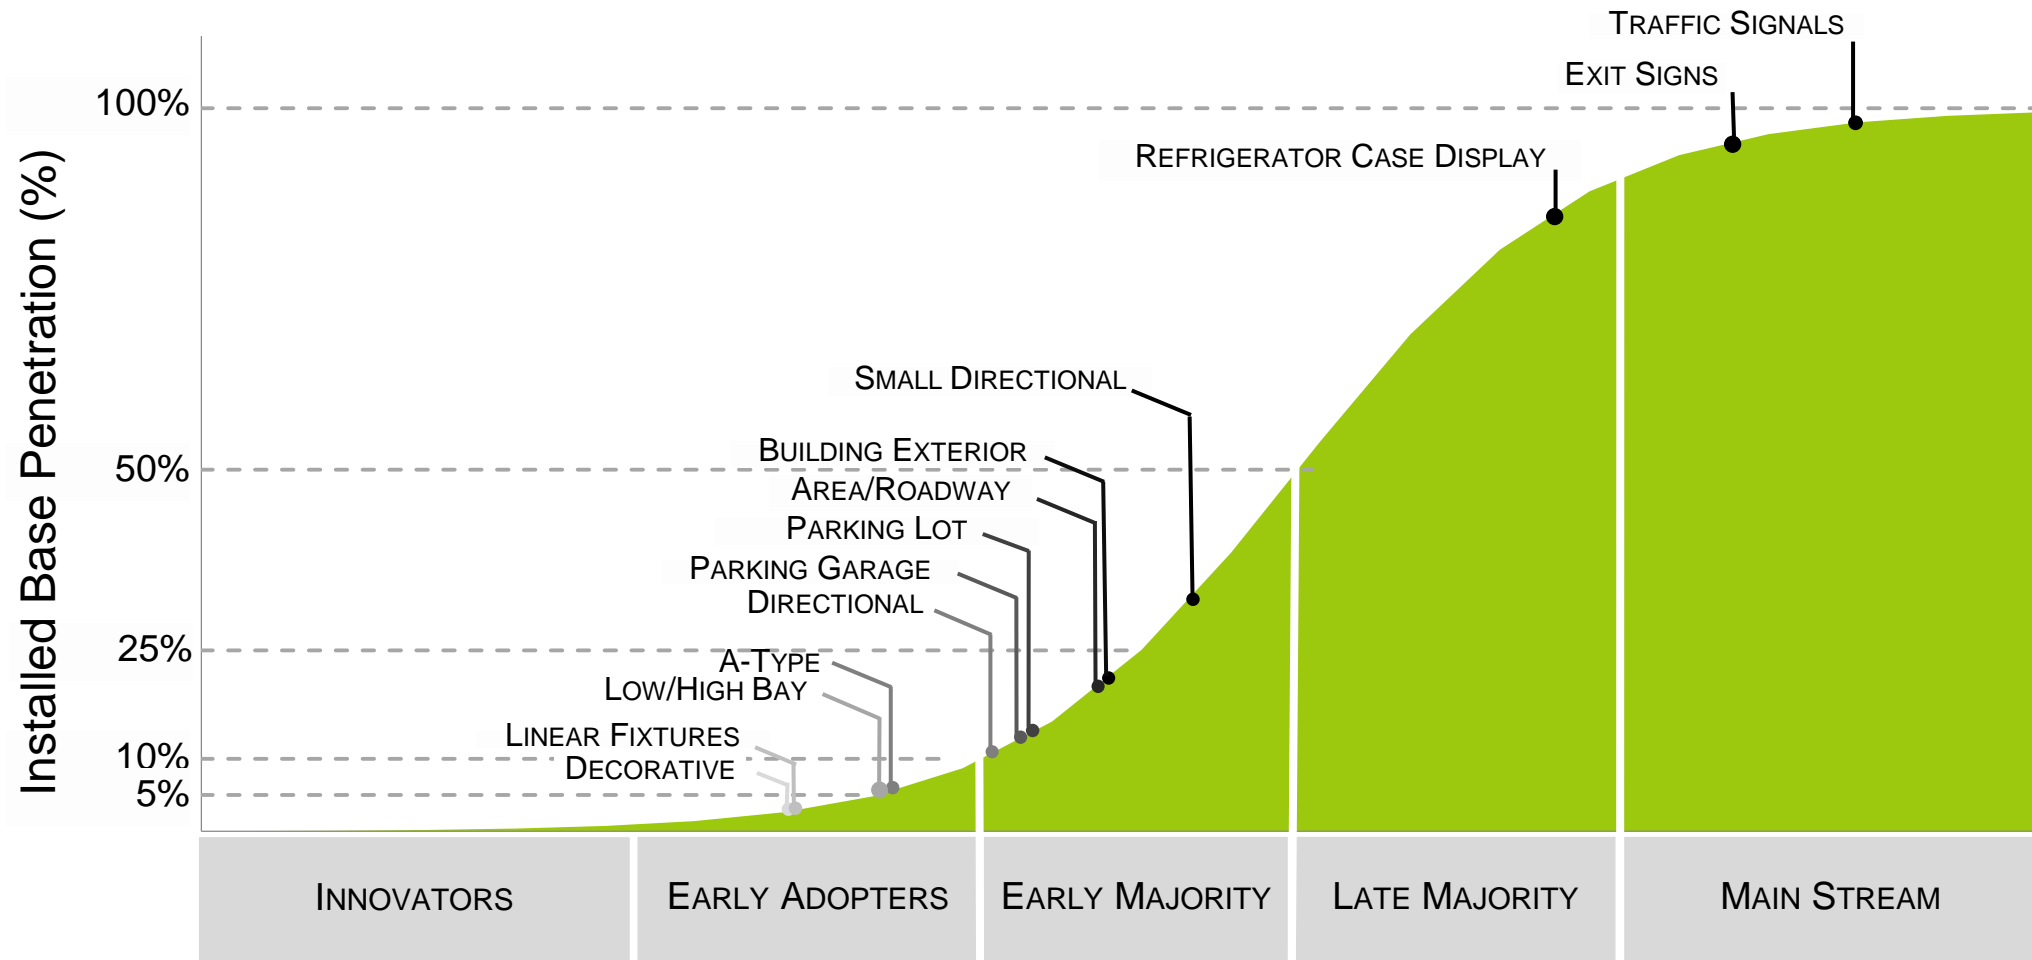 TRAFFIC SIGNALS
EXIT SIGNS
100%
REFRIGERATOR CASE DISPLAY
Installed Base Penetration (%)
SMALL DIRECTIONAL
BUILDING EXTERIOR
50%
AREA/ROADWAY
PARKING LOT
PARKING GARAGE
DIRECTIONAL
25%
A-TYPE
LOW/HIGH BAY
LINEAR FIXTURES
10%
DECORATIVE
5%
INNOVATORS
EARLY ADOPTERS
EARLY MAJORITY
LATE MAJORITY
MAIN STREAM